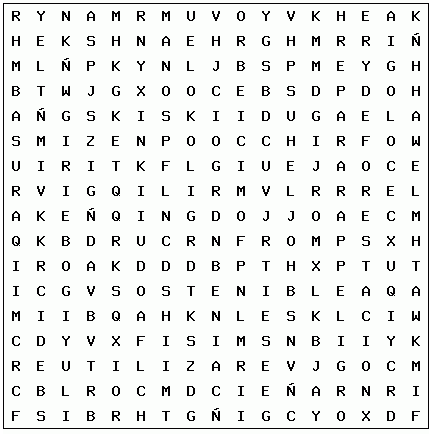 R Y N A M R M U V O Y V K H E A K
H E K S H N A E H R G H M R R I Ñ
M L Ñ P K Y N L J B S P M E Y G H
B T W J G X O O C E B S D P D O H
A Ñ G S K I S K I I D U G A E L A
S M I Z E N P O O C C H I R F O W
U I R I T K F L G I U E J A O C E
R V I G Q I L I R M V L R R R E L
A K E Ñ Q I N G D O J J O A E C M
Q K B D R U C R N F R O M P S X H
I R O A K D D D B P T H X P T U T
I C G V S O S T E N I B L E A Q A
M I I B Q A H K N L E S K L C I W
C D Y V X F I S I M S N B I I Y K
R E U T I L I Z A R E V J G O C M
C B L R O C M D C I E Ñ A R N R I
F S I B R H T G Ñ I G C Y O X D F